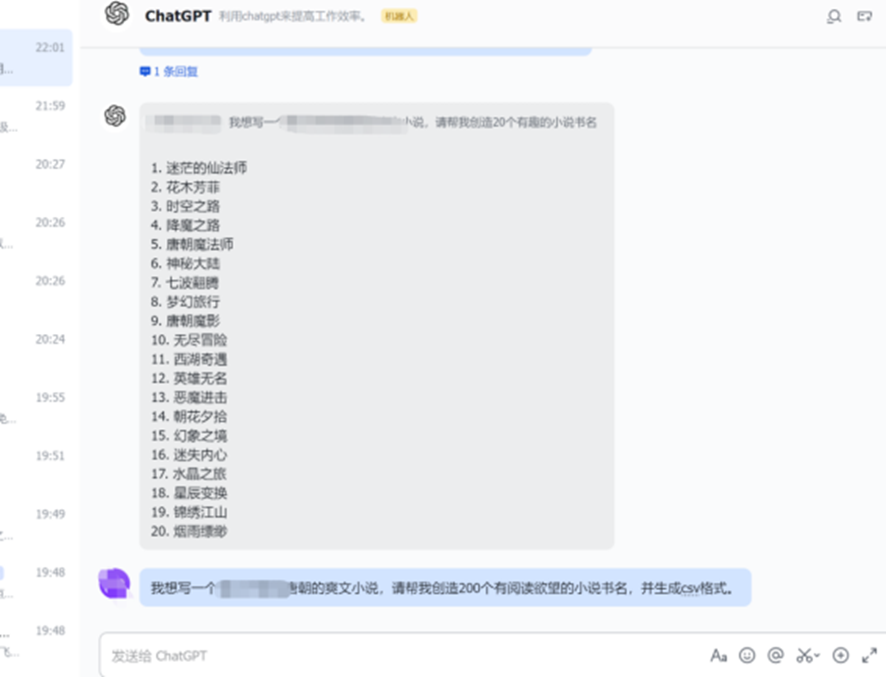 ChatGPT 利用chatgpt来提高工作效率。 机器人
22:01
1 条回复
21:59
我想写一个 小说，请帮我创造20个有趣的小说书名
20:27
1. 迷茫的仙法师
2. 花木芳菲
3. 时空之路
20:26
4. 降魔之路
5. 唐朝魔法师
6. 神秘大陆
20:26
7. 七波翻腾
8. 梦幻旅行
9. 唐朝魔影
20:24
10. 无尽冒险
11. 西湖奇遇
12. 英雄无名
19:55
13. 恶魔进击
14. 朝花夕拾
15. 幻象之境
19:51
16. 迷失内心
17. 水晶之旅
18. 星辰变换
19:49
19. 锦绣江山
20. 烟雨缥缈
19:48
我想写一个 唐朝的爽文小说，请帮我创造200个有阅读欲望的小说书名，并生成csv格式。
19:48
发送给 ChatGPT
Aa